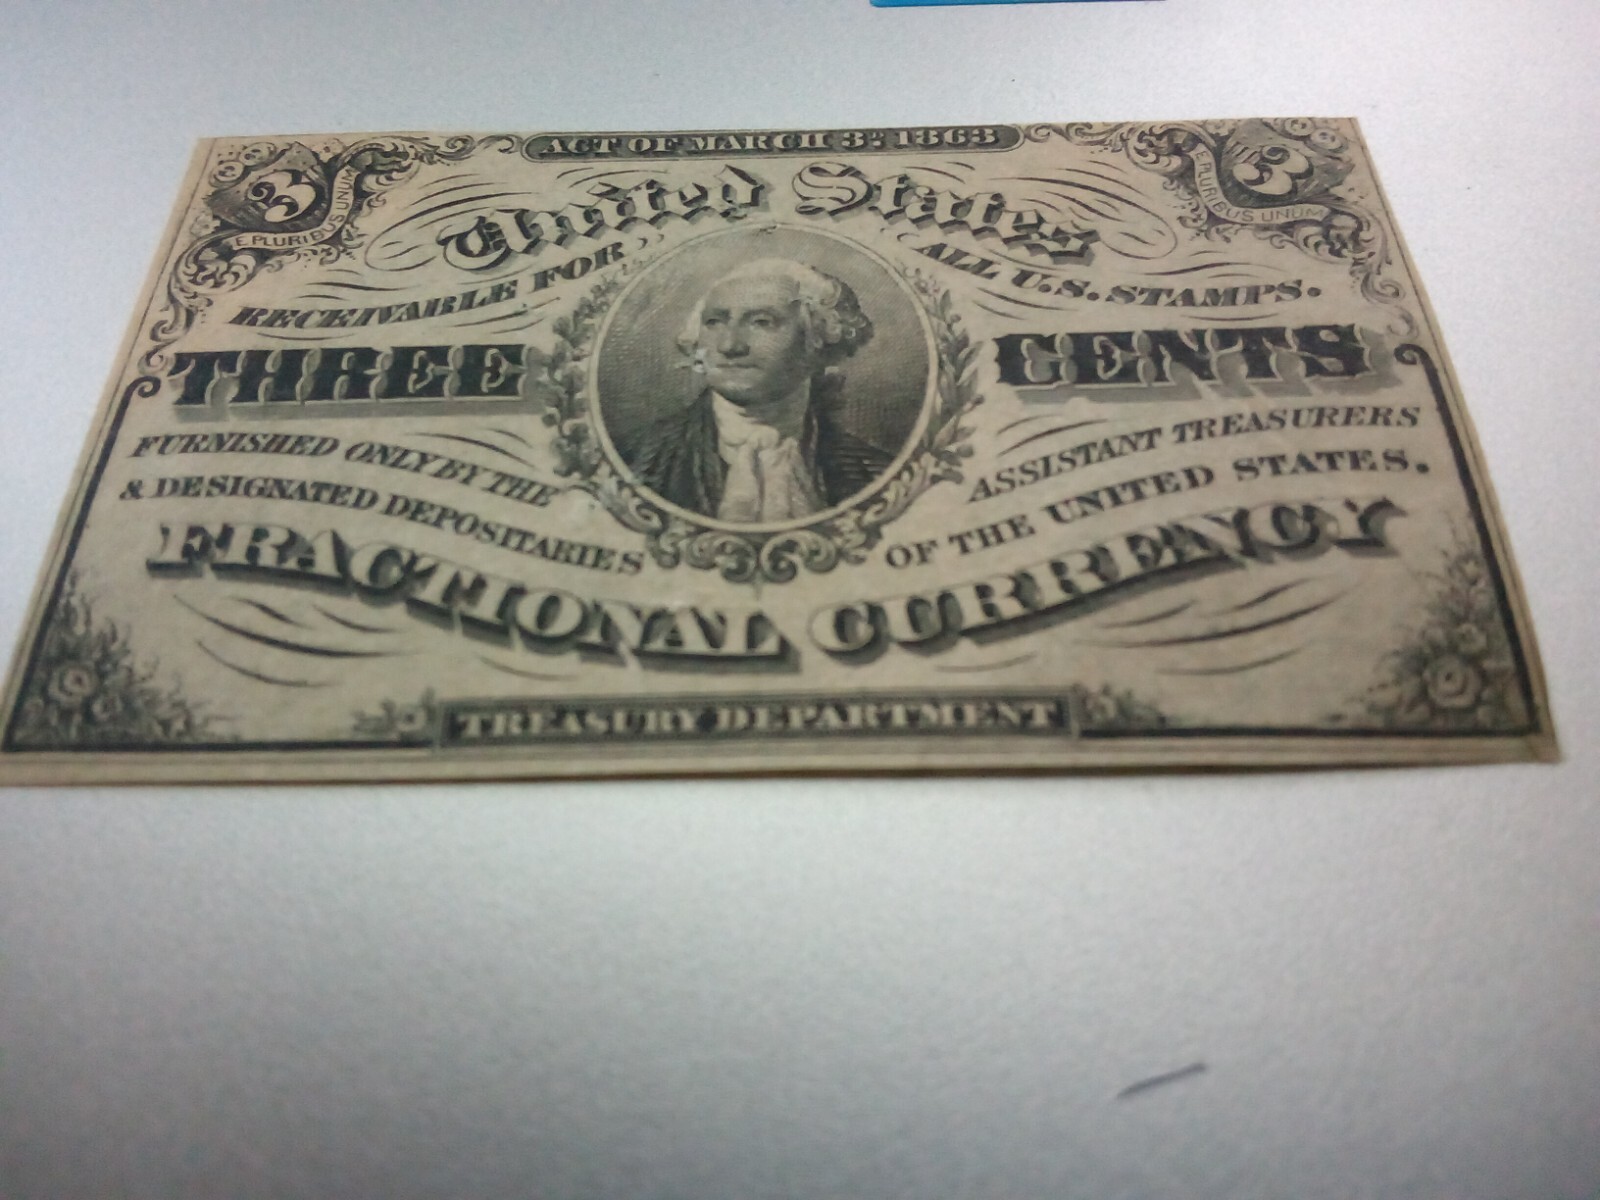 ACT OF MARCH 3D 1863
3
E PLURIBUS UNUM
3
E PLURIBUS UNUM
United States
RECEIVABLE FOR ALL U.S. STAMPS.
THREE CENTS
FURNISHED ONLY BY THE ASSISTANT TREASURERS
& DESIGNATED DEPOSITARIES OF THE UNITED STATES.
FRACTIONAL CURRENCY
TREASURY DEPARTMENT